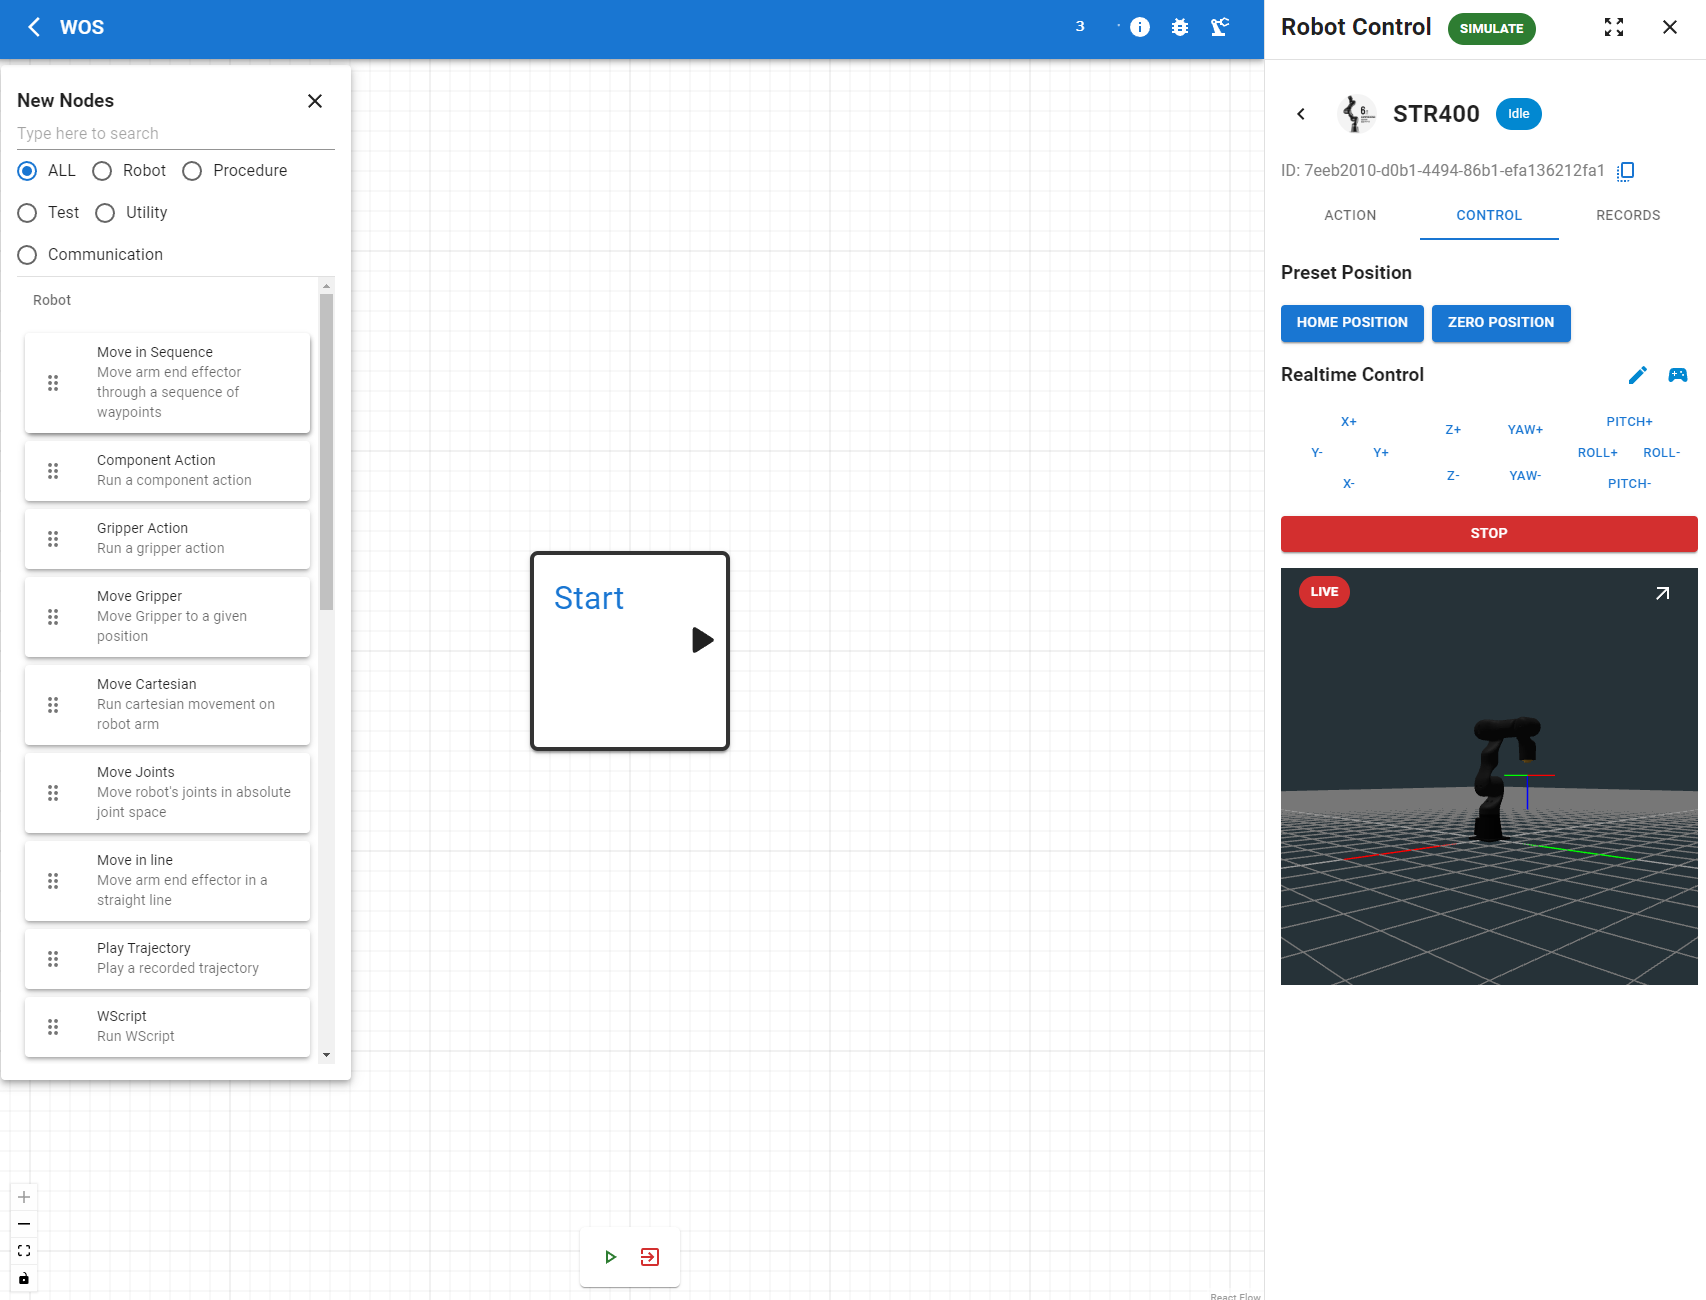 WOS
3
New Nodes
Type here to search
ALL
Robot
Procedure
Test
Utility
Communication
Robot
Move in Sequence
Move arm end effector
through a sequence of
waypoints
Component Action
Run a component action
Gripper Action
Run a gripper action
Move Gripper
Move Gripper to a given
position
Move Cartesian
Run cartesian movement on
robot arm
Move Joints
Move robot's joints in absolute
joint space
Move in line
Move arm end effector in a
straight line
Play Trajectory
Play a recorded trajectory
WScript
Run WScript
Start
React Flow
Robot Control
SIMULATE
STR400
Idle
ID: 7eeb2010-d0b1-4494-86b1-efa136212fa1
ACTION
CONTROL
RECORDS
Preset Position
HOME POSITION
ZERO POSITION
Realtime Control
X+
Y-
Y+
X-
Z+
Z-
YAW+
YAW-
PITCH+
ROLL+
ROLL-
PITCH-
STOP
LIVE